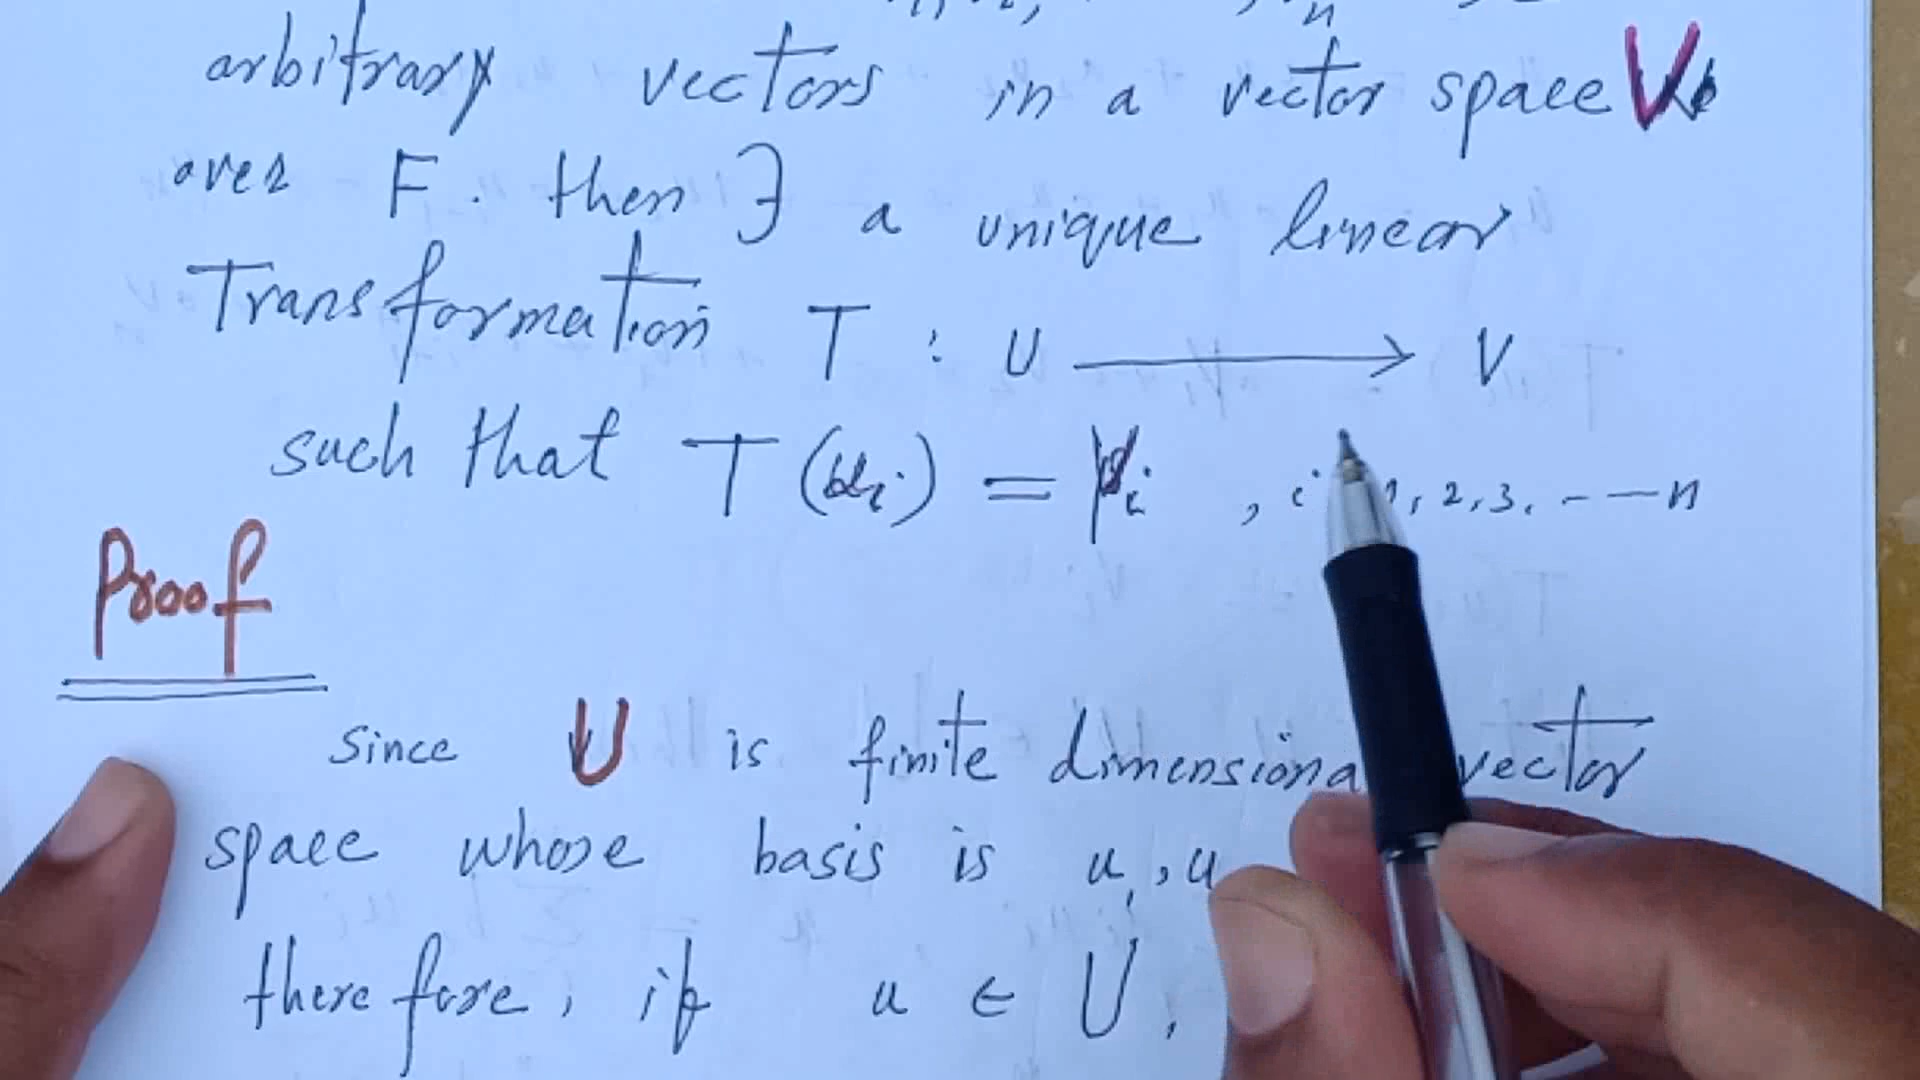 arbitrary vectors in a vector space V
over F. then ∃ a unique linear
Transformation T : U ⟶ V
such that T(ui) = vi , i 1, 2, 3, - - - n
Proof
since U is finite dimensional vector
space whose basis is u1, u
therefore, if u ∈ U,